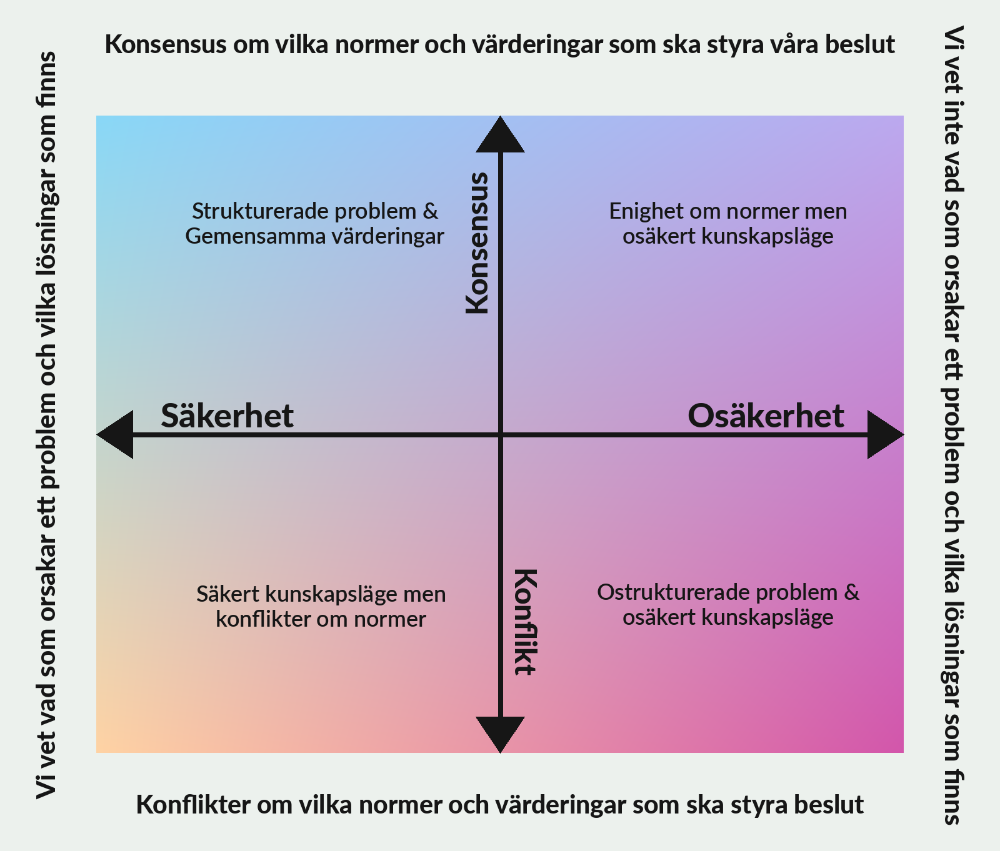 Konsensus om vilka normer och värderingar som ska styra våra beslut
Vi vet vad som orsakar ett problem och vilka lösningar som finns
Vi vet inte vad som orsakar ett problem och vilka lösningar som finns
Konsensus
Strukturerade problem &
Gemensamma värderingar
Enighet om normer men
osäkert kunskapsläge
Säkerhet
Osäkerhet
Säkert kunskapsläge men
konflikter om normer
Konflikt
Ostrukturerade problem &
osäkert kunskapsläge
Konflikter om vilka normer och värderingar som ska styra beslut